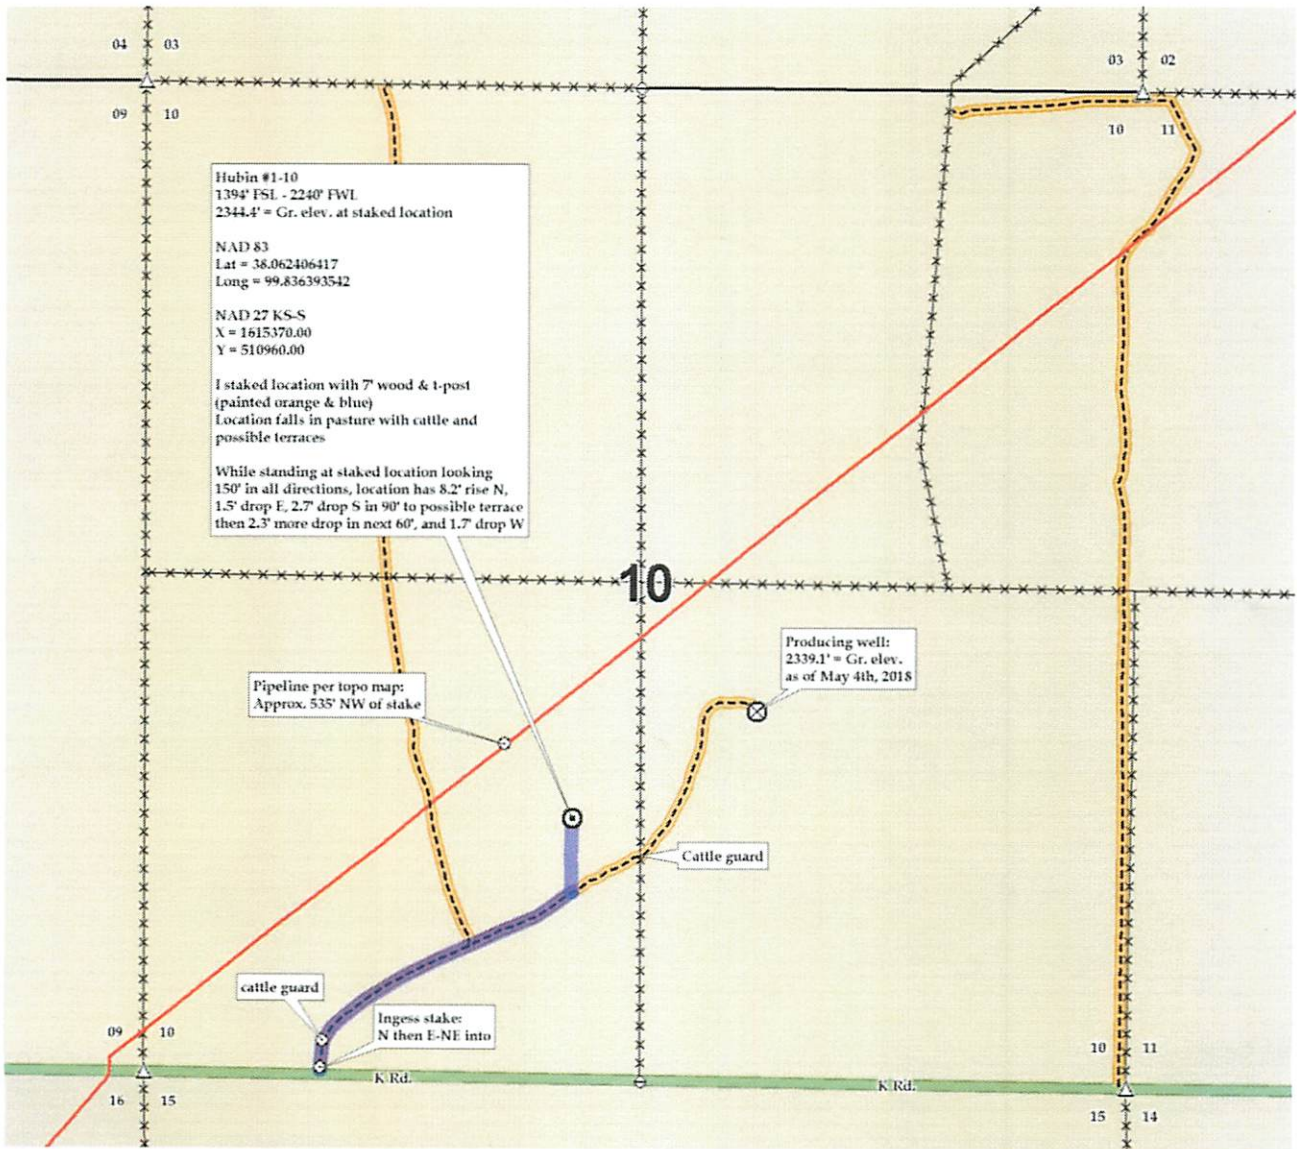 04 03
03 02
09 10
10 11
Hubin #1-10
1394' FSL - 2240' FWL
2344.4' = Gr. elev. at staked location
NAD 83
Lat = 38.062406417
Long = 99.836393542
NAD 27 KS-S
X = 1615370.00
Y = 510960.00
I staked location with 7' wood & t-post
(painted orange & blue)
Location falls in pasture with cattle and
possible terraces
While standing at staked location looking
150' in all directions, location has 8.2' rise N,
1.5' drop E, 2.7' drop S in 90' to possible terrace
then 2.3' more drop in next 60', and 1.7' drop W
10
Producing well:
2339.1' = Gr. elev.
as of May 4th, 2018
Pipeline per topo map:
Approx. 535' NW of stake
Cattle guard
cattle guard
Ingess stake:
N then E-NE into
09 10
10 11
K Rd.
K Rd.
16 15
15 14